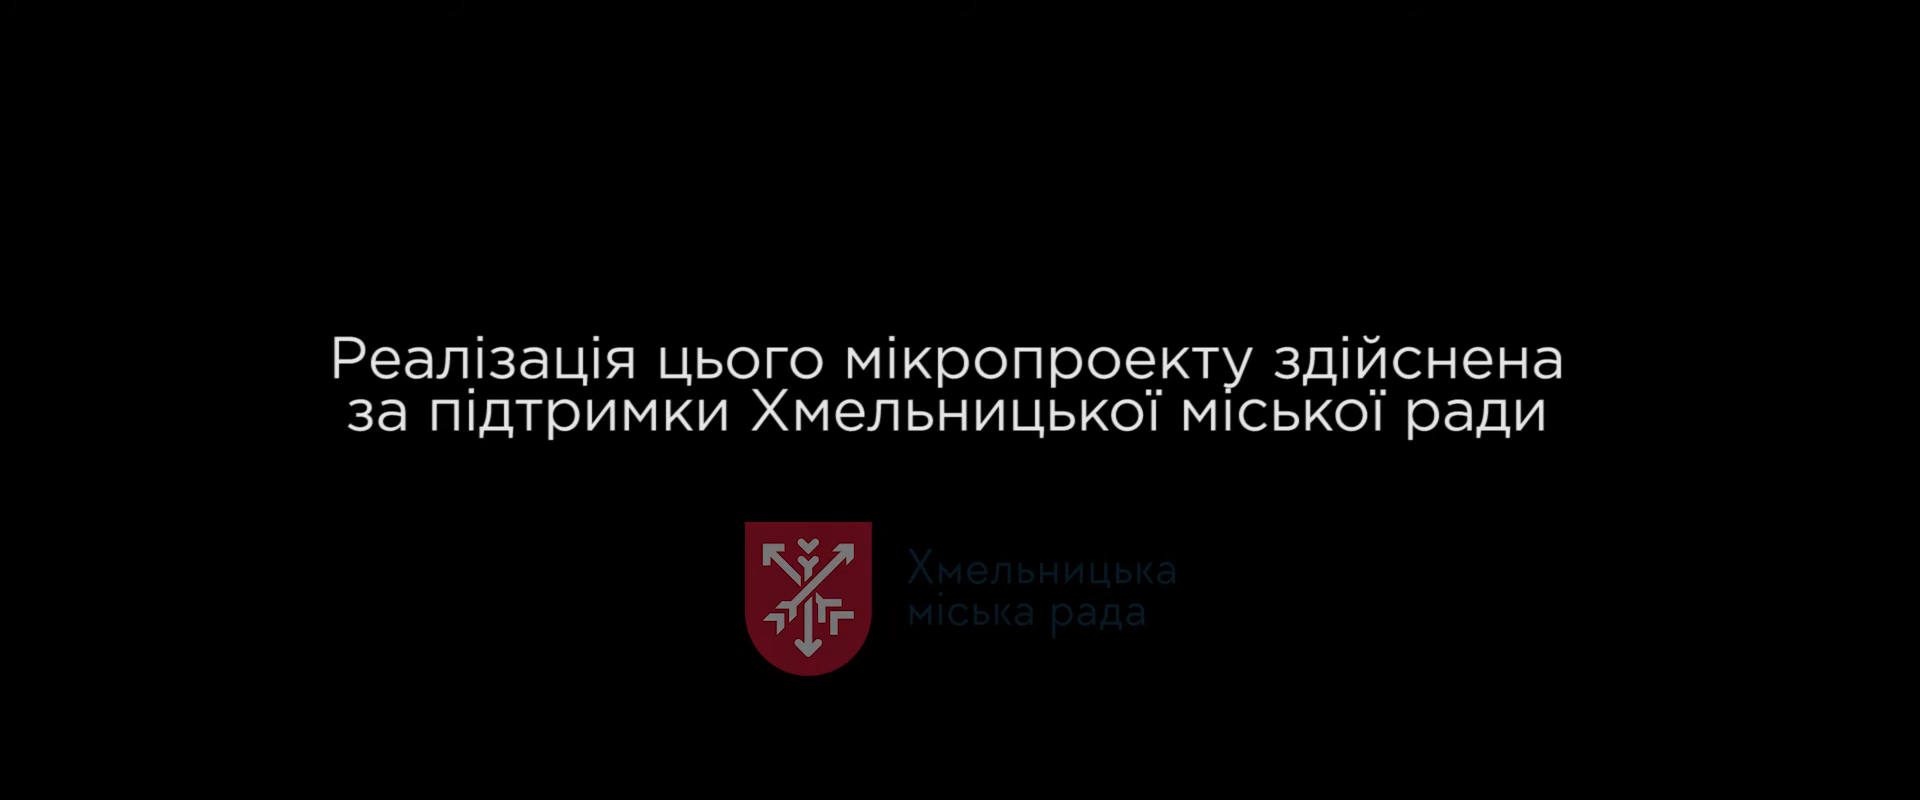 Реалізація цього мікропроекту здійснена
за підтримки Хмельницької міської ради
Хмельницька
міська рада